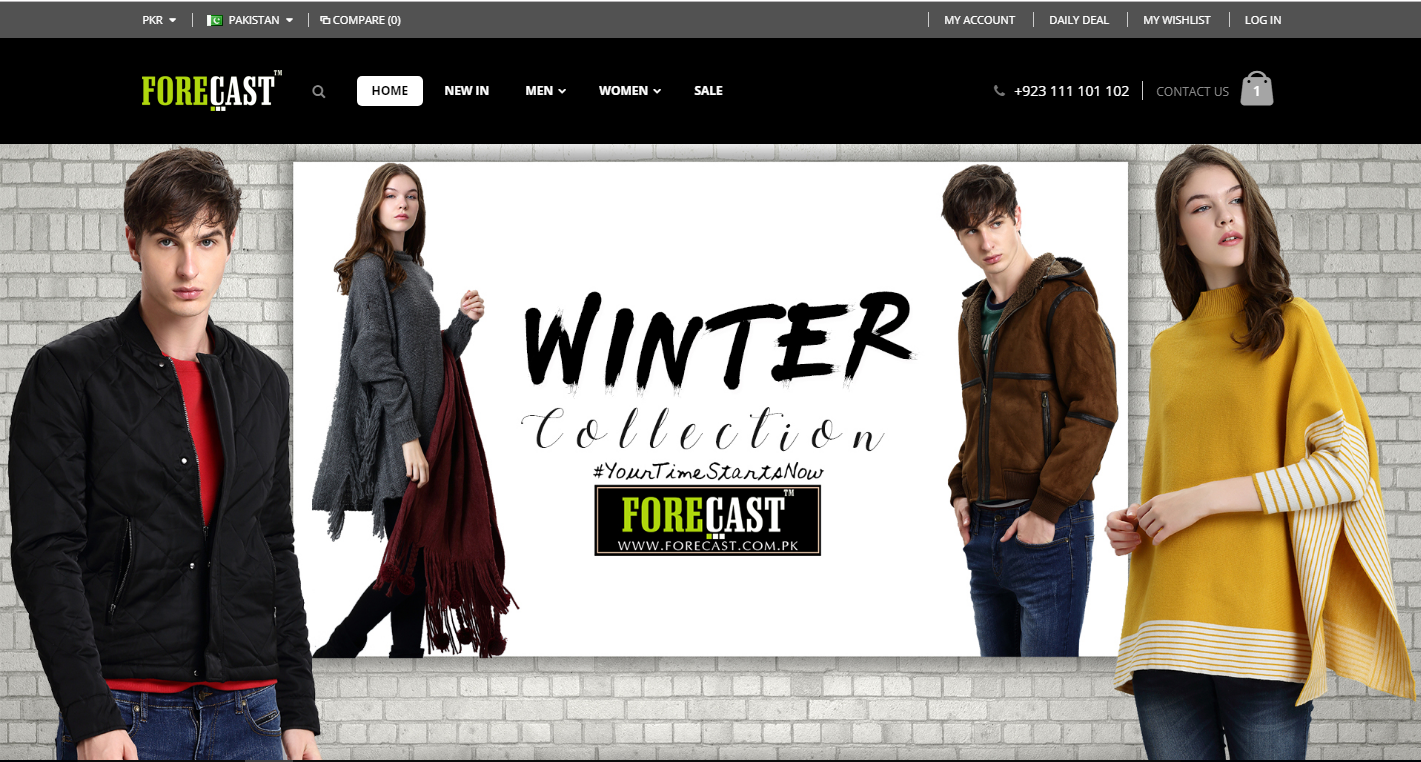 PKR PAKISTAN COMPARE (0) MY ACCOUNT DAILY DEAL MY WISHLIST LOG IN
FORECAST™ HOME NEW IN MEN WOMEN SALE +923 111 101 102 CONTACT US 1
WINTER
Collection
#YourTimeStartsNow
FORECAST™
WWW.FORECAST.COM.PK